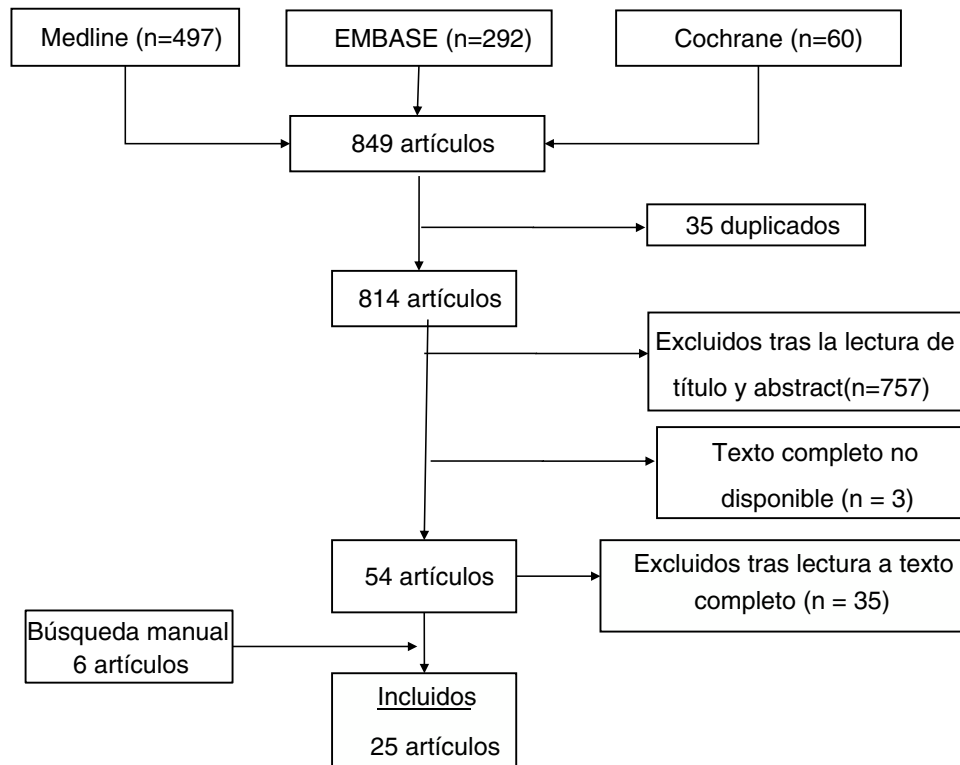 Medline (n=497)
EMBASE (n=292)
Cochrane (n=60)
849 artículos
35 duplicados
814 artículos
Excluidos tras la lectura de
título y abstract(n=757)
Texto completo no
disponible (n = 3)
54 artículos
Excluidos tras lectura a texto
completo (n = 35)
Búsqueda manual
6 artículos
Incluidos
25 artículos